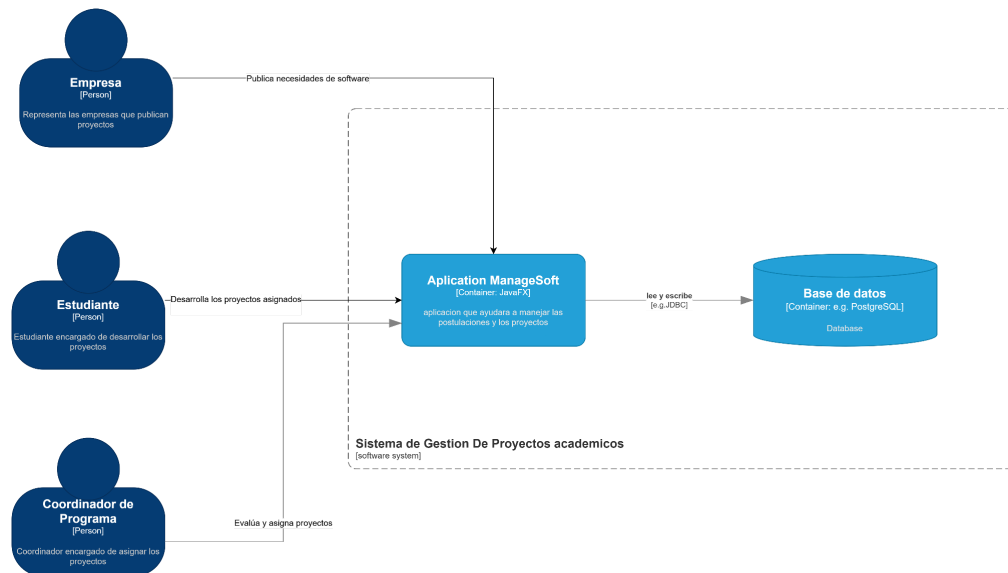 Empresa
[Person]
Representa las empresas que publican
proyectos
Publica necesidades de software
Estudiante
[Person]
Estudiante encargado de desarrollar los
proyectos
Desarrolla los proyectos asignados
Aplication ManageSoft
[Container: JavaFX]
aplicacion que ayudara a manejar las
postulaciones y los proyectos
lee y escribe
[e.g.JDBC]
Base de datos
[Container: e.g. PostgreSQL]
Database
Sistema de Gestion De Proyectos academicos
[software system]
Coordinador de
Programa
[Person]
Coordinador encargado de asignar los
proyectos
Evalúa y asigna proyectos